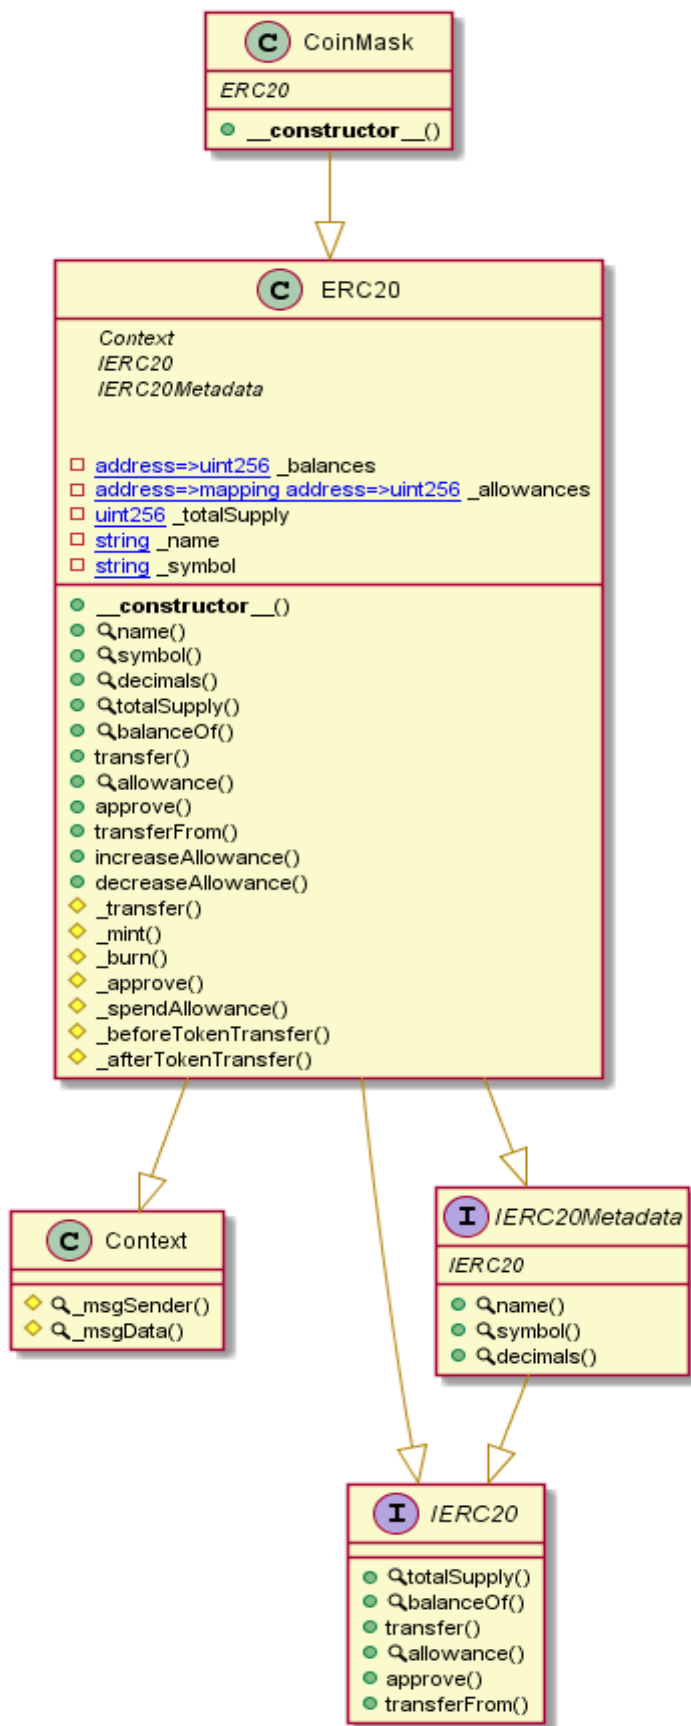 C CoinMask
ERC20
__constructor__()
C ERC20
Context
IERC20
IERC20Metadata
address=>uint256 _balances
address=>mapping address=>uint256 _allowances
uint256 _totalSupply
string _name
string _symbol
__constructor__()
name()
symbol()
decimals()
totalSupply()
balanceOf()
transfer()
allowance()
approve()
transferFrom()
increaseAllowance()
decreaseAllowance()
_transfer()
_mint()
_burn()
_approve()
_spendAllowance()
_beforeTokenTransfer()
_afterTokenTransfer()
C Context
_msgSender()
_msgData()
I IERC20Metadata
IERC20
name()
symbol()
decimals()
I IERC20
totalSupply()
balanceOf()
transfer()
allowance()
approve()
transferFrom()